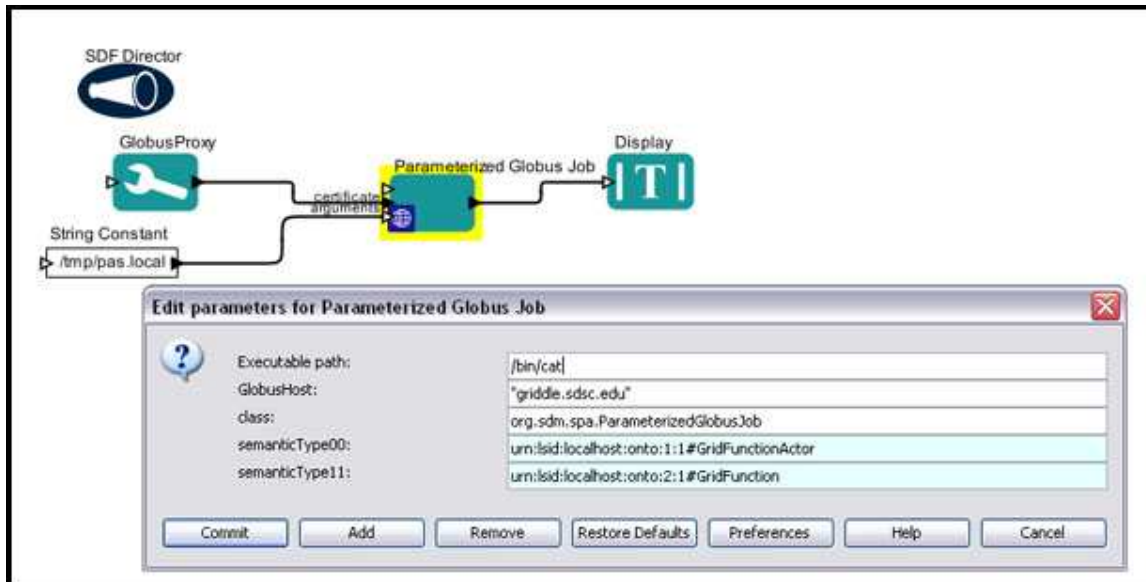 SDF Director
GlobusProxy
Display
Parameterized Globus Job
T
certificate
arguments
String Constant
/tmp/pas.local
Edit parameters for Parameterized Globus Job
?
Executable path: /bin/cat
GlobusHost: "griddle.sdsc.edu"
class: org.sdm.spa.ParameterizedGlobusJob
semanticType00: urn:lsid:localhost:onto:1:1#GridFunctionActor
semanticType11: urn:lsid:localhost:onto:2:1#GridFunction
Commit Add Remove Restore Defaults Preferences Help Cancel